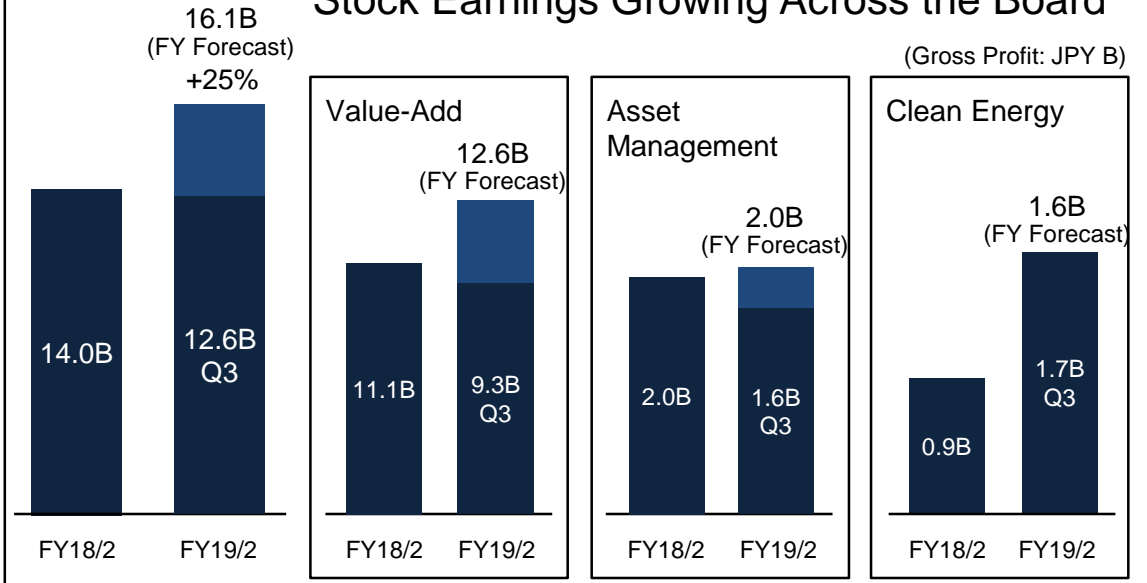 Stock Earnings Growing Across the Board
(Gross Profit: JPY B)
16.1B
(FY Forecast)
+25%
14.0B
12.6B
Q3
FY18/2
FY19/2
Value-Add
12.6B
(FY Forecast)
11.1B
9.3B
Q3
FY18/2
FY19/2
Asset
Management
2.0B
(FY Forecast)
2.0B
1.6B
Q3
FY18/2
FY19/2
Clean Energy
1.6B
(FY Forecast)
0.9B
1.7B
Q3
FY18/2
FY19/2